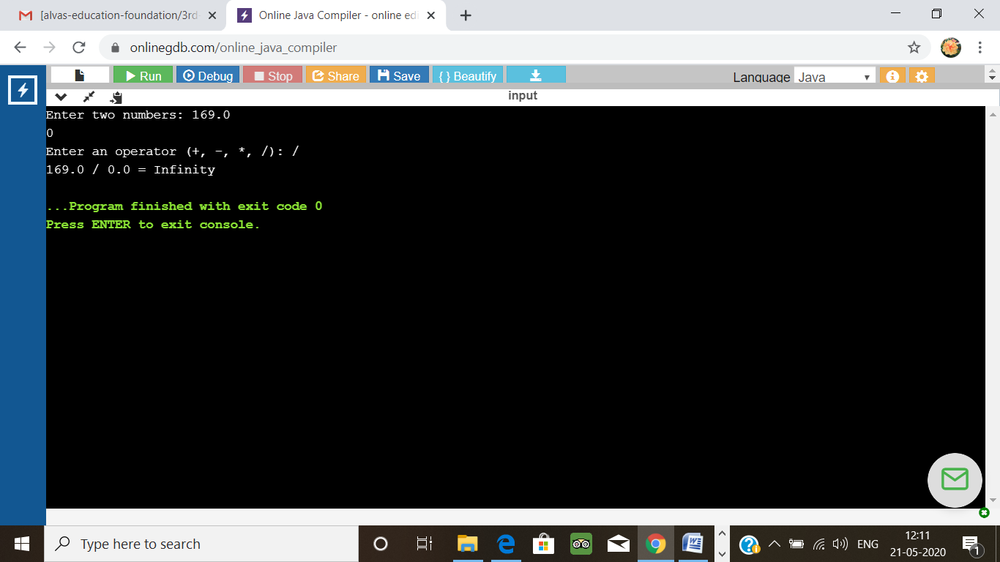 [alvas-education-foundation/3rd-
Online Java Compiler - online edi
onlinegdb.com/online_java_compiler
Run Debug Stop Share Save { } Beautify Language Java
input
Enter two numbers: 169.0
0
Enter an operator (+, -, *, /): /
169.0 / 0.0 = Infinity
...Program finished with exit code 0
Press ENTER to exit console.
Type here to search
ENG
12:11
21-05-2020
1